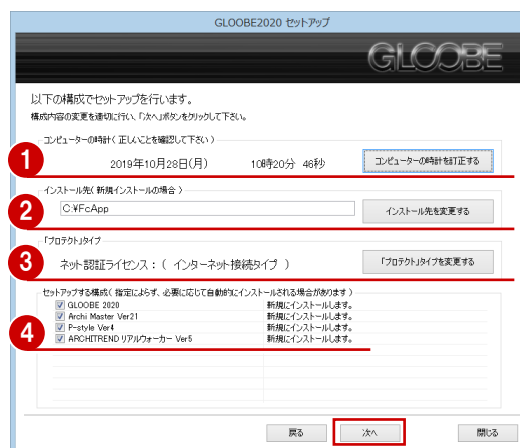 GLOOBE2020 セットアップ
GLOOBE
以下の構成でセットアップを行います。
構成内容の変更を適切に行い、「次へ」ボタンをクリックして下さい。
コンピューターの時計( 正しいことを確認して下さい )
1
2019年10月28日(月) 10時20分 46秒
コンピューターの時計を訂正する
インストール先( 新規インストールの場合 )
2
C:¥FcApp
インストール先を変更する
「プロテクト」タイプ
3
ネット認証ライセンス：( インターネット接続タイプ )
「プロテクト」タイプを変更する
セットアップする構成( 指定によらず、必要に応じて自動的にインストールされる場合があります )
4
GLOOBE 2020 新規にインストールします。
Archi Master Ver21 新規にインストールします。
P-style Ver4 新規にインストールします。
ARCHITREND リアルウォーカー Ver5 新規にインストールします。
戻る 次へ 閉じる